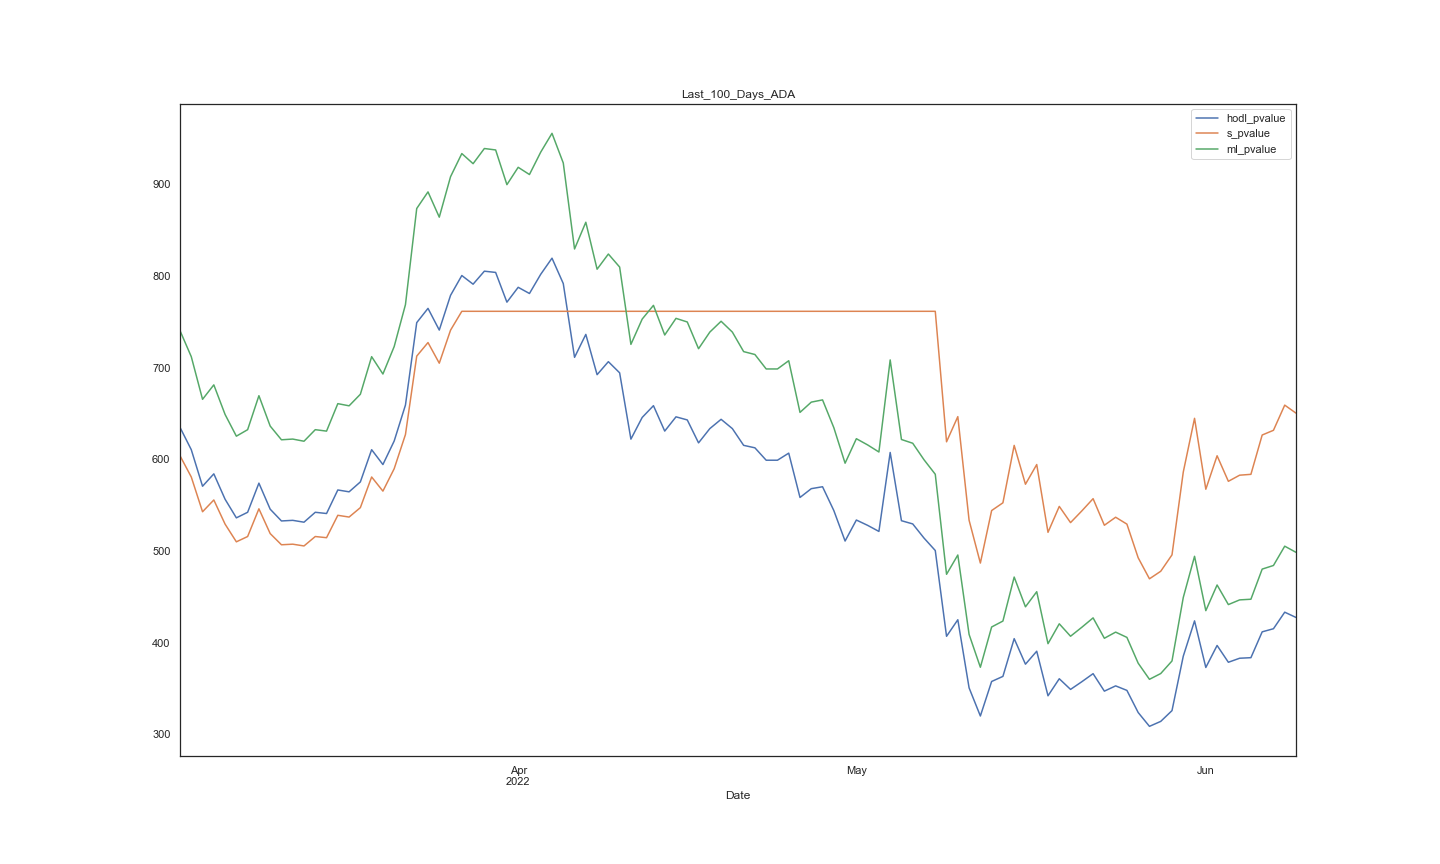 Last_100_Days_ADA
hodl_pvalue
s_pvalue
ml_pvalue
900
800
700
600
500
400
300
Apr
2022
May
Jun
Date